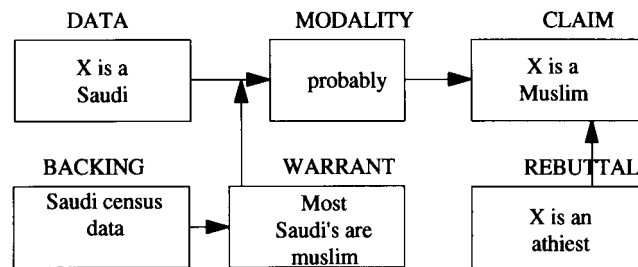 DATA
X is a
Saudi
MODALITY
probably
CLAIM
X is a
Muslim
BACKING
Saudi census
data
WARRANT
Most
Saudi's are
muslim
REBUTTAL
X is an
athiest